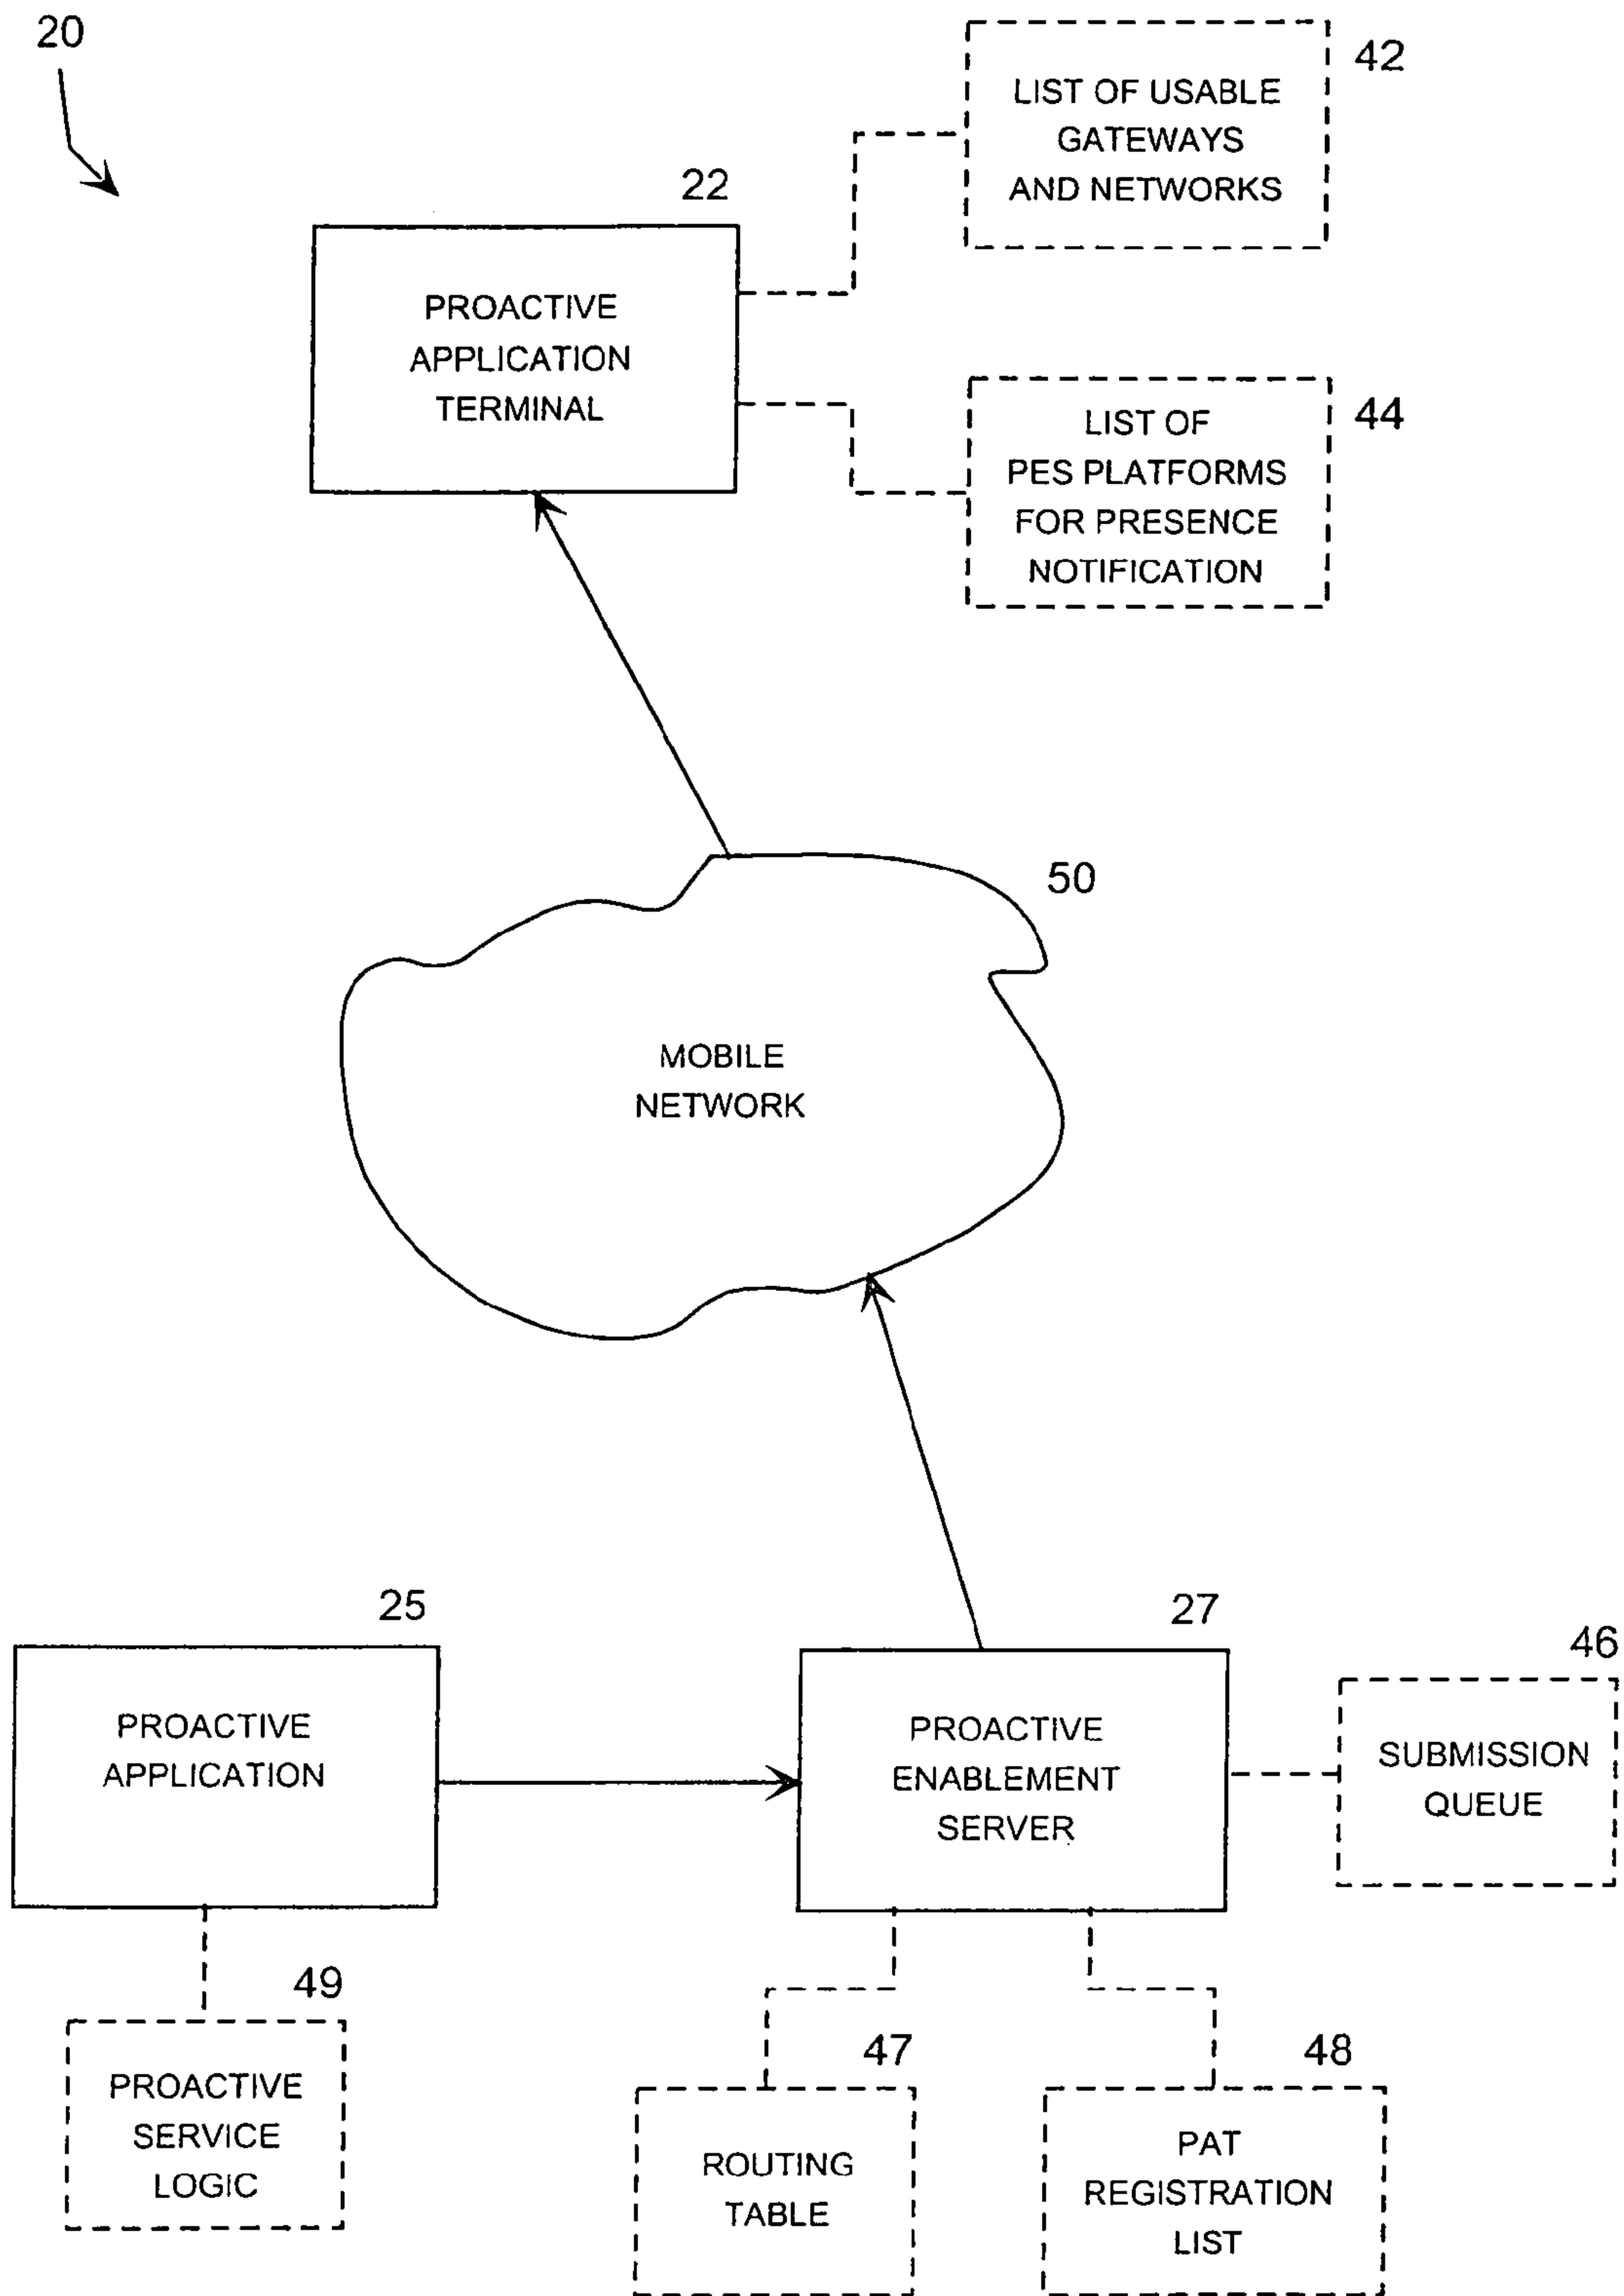 20
42
LIST OF USABLE
GATEWAYS
AND NETWORKS
22
PROACTIVE
APPLICATION
TERMINAL
44
LIST OF
PES PLATFORMS
FOR PRESENCE
NOTIFICATION
50
MOBILE
NETWORK
25
PROACTIVE
APPLICATION
27
PROACTIVE
ENABLEMENT
SERVER
46
SUBMISSION
QUEUE
49
PROACTIVE
SERVICE
LOGIC
47
ROUTING
TABLE
48
PAT
REGISTRATION
LIST